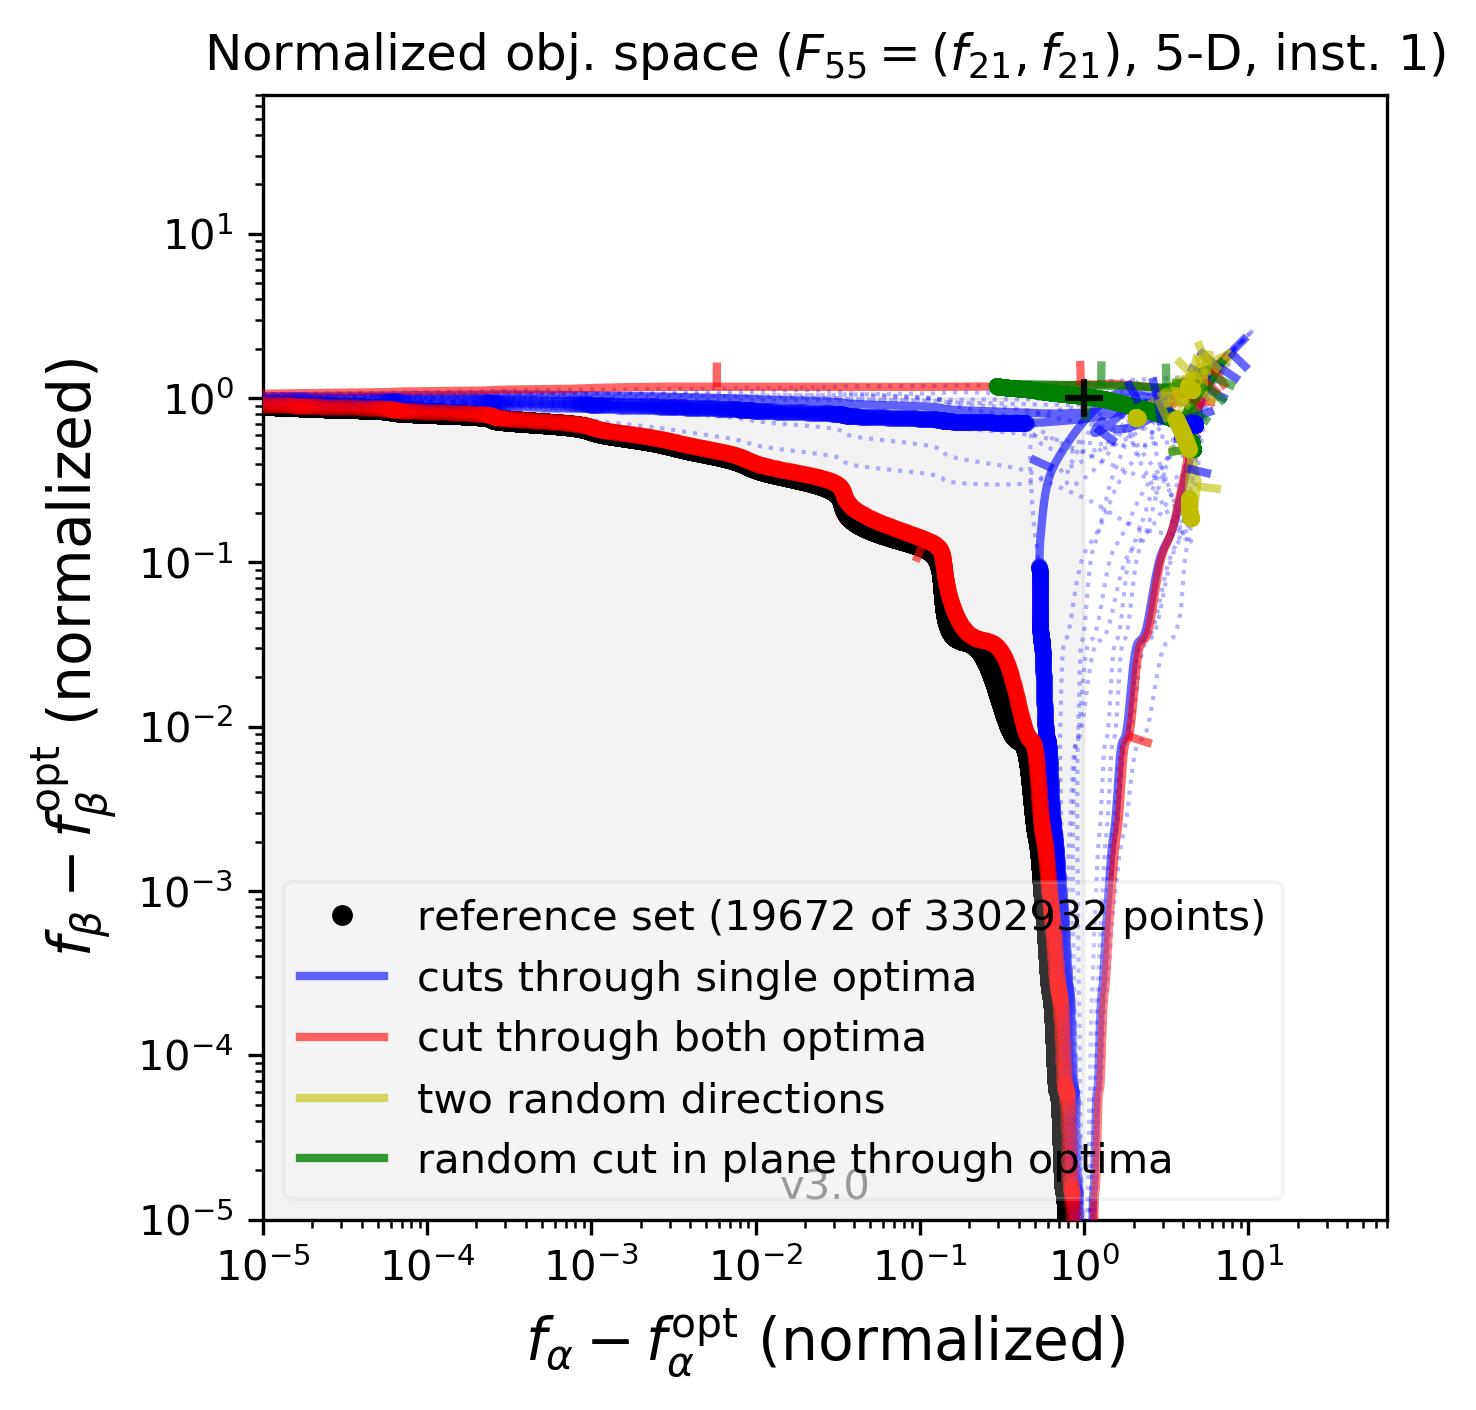 Normalized obj. space (F₅₅ = (f₂₁, f₂₁), 5-D, inst. 1)
10¹
10⁰
10⁻¹
10⁻²
10⁻³
10⁻⁴
10⁻⁵
f_β − f_β^opt (normalized)
reference set (19672 of 3302932 points)
cuts through single optima
cut through both optima
two random directions
random cut in plane through optima
v3.0
10⁻⁵ 10⁻⁴ 10⁻³ 10⁻² 10⁻¹ 10⁰ 10¹
f_α − f_α^opt (normalized)